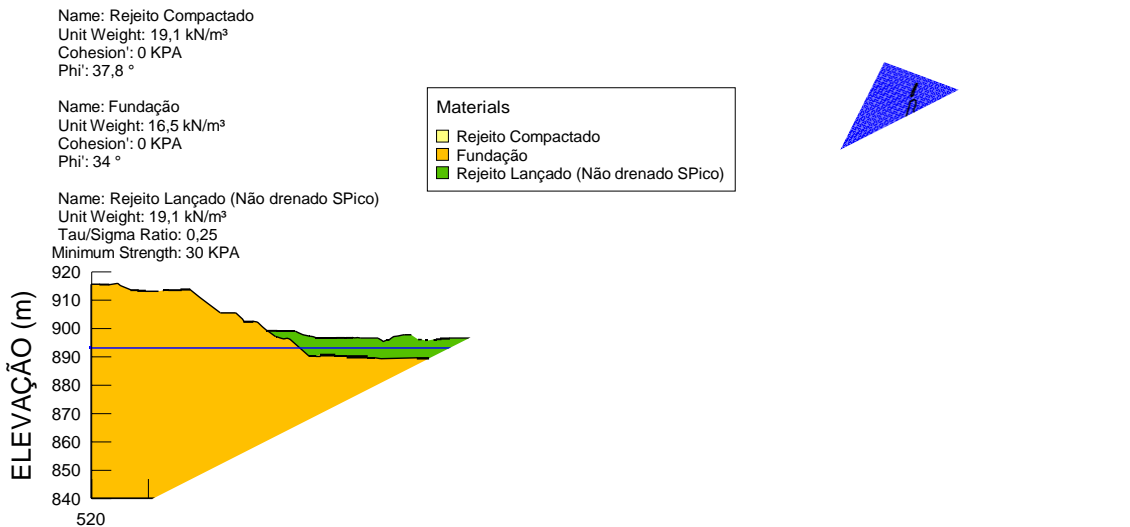 Name: Rejeito Compactado
Unit Weight: 19,1 kN/m³
Cohesion': 0 KPA
Phi': 37,8 °
Name: Fundação
Unit Weight: 16,5 kN/m³
Cohesion': 0 KPA
Phi': 34 °
Name: Rejeito Lançado (Não drenado SPico)
Unit Weight: 19,1 kN/m³
Tau/Sigma Ratio: 0,25
Minimum Strength: 30 KPA
Materials
Rejeito Compactado
Fundação
Rejeito Lançado (Não drenado SPico)
ELEVAÇÃO (m)
920
910
900
890
880
870
860
850
840
520